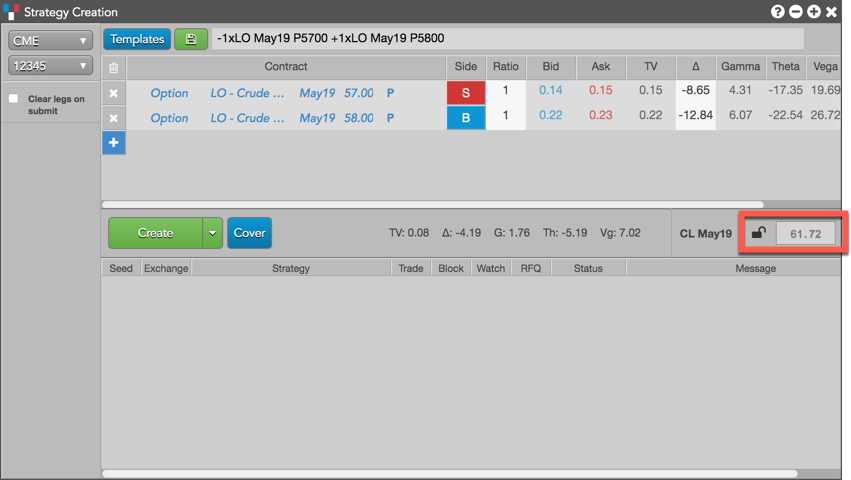 Strategy Creation
CME
Templates
-1xLO May19 P5700 +1xLO May19 P5800
12345
Contract Side Ratio Bid Ask TV Δ Gamma Theta Vega
Clear legs on
submit
Option LO - Crude ... May19 57.00 P S 1 0.14 0.15 0.15 -8.65 4.31 -17.35 19.69
Option LO - Crude ... May19 58.00 P B 1 0.22 0.23 0.22 -12.84 6.07 -22.54 26.72
Create Cover TV: 0.08 Δ: -4.19 G: 1.76 Th: -5.19 Vg: 7.02 CL May19 61.72
Seed Exchange Strategy Trade Block Watch RFQ Status Message